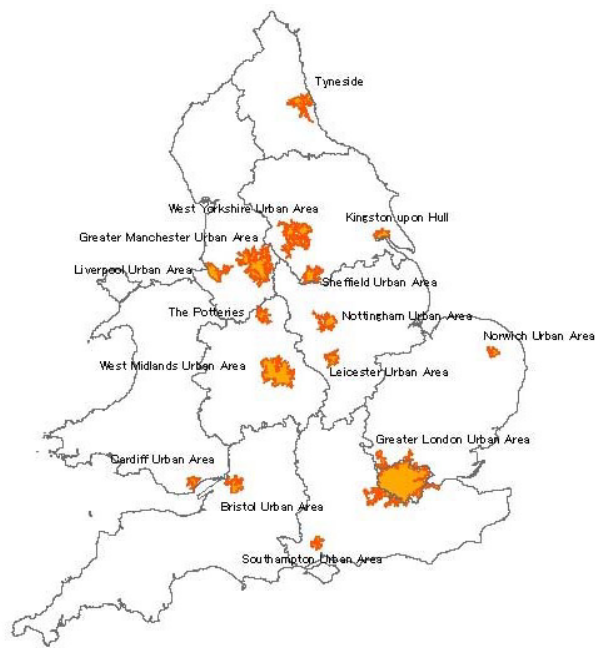 Tyneside
West Yorkshire Urban Area
Kingston upon Hull
Greater Manchester Urban Area
Liverpool Urban Area
Sheffield Urban Area
The Potteries
Nottingham Urban Area
Norwich Urban Area
West Midlands Urban Area
Leicester Urban Area
Greater London Urban Area
Cardiff Urban Area
Bristol Urban Area
Southampton Urban Area